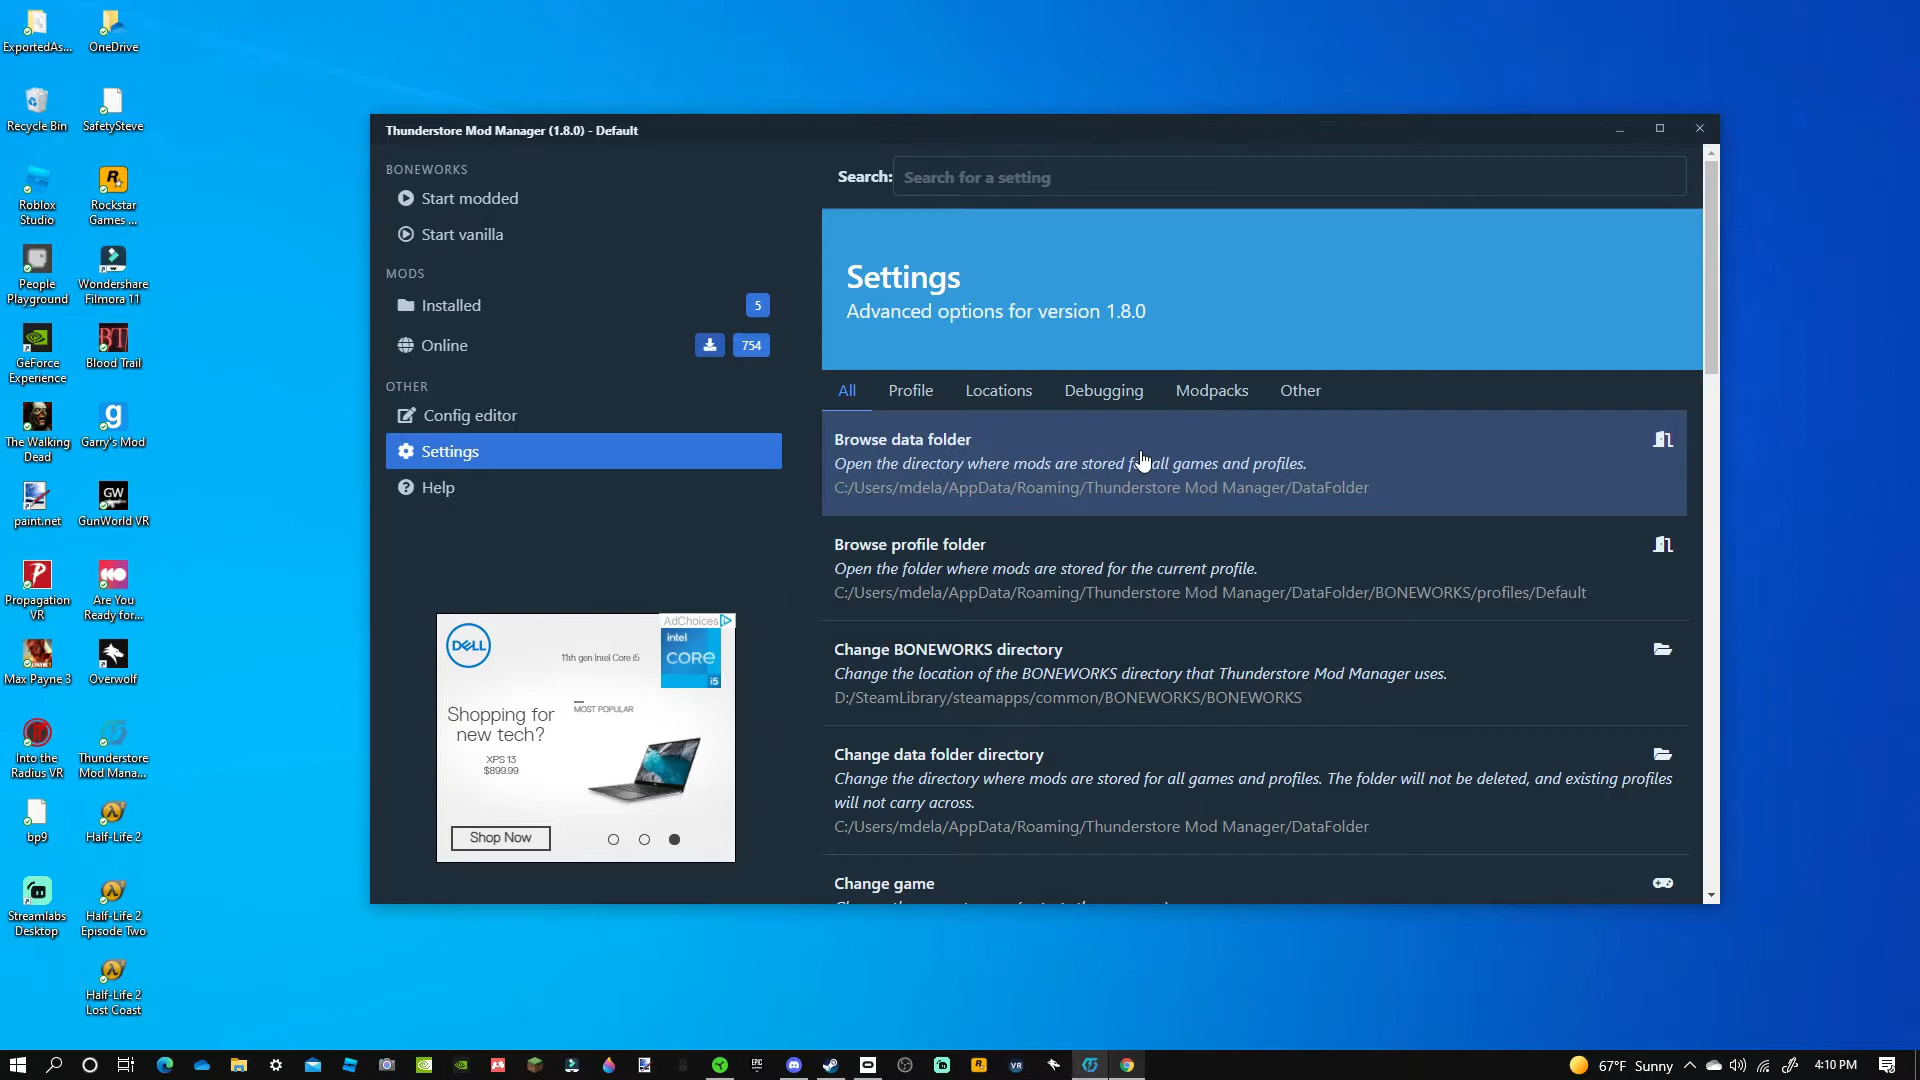 ExportedAs...
OneDrive
Recycle Bin
SafetySteve
Roblox
Studio
Rockstar
Games ...
People
Playground
Wondershare
Filmora 11
GeForce
Experience
Blood Trail
The Walking
Dead
Garry's Mod
paint.net
GunWorld VR
Propagation
VR
Are You
Ready for...
Max Payne 3
Overwolf
Into the
Radius VR
Thunderstore
Mod Mana...
bp9
Half-Life 2
Streamlabs
Desktop
Half-Life 2
Episode Two
Half-Life 2
Lost Coast
Thunderstore Mod Manager (1.8.0) - Default
BONEWORKS
Start modded
Start vanilla
MODS
Installed 5
Online 754
OTHER
Config editor
Settings
Help
AdChoices
DELL
11th gen Intel Core i5
intel
CORE
i5
Shopping for
new tech?
MOST POPULAR
XPS 13
$899.99
Shop Now
Search: Search for a setting
Settings
Advanced options for version 1.8.0
All Profile Locations Debugging Modpacks Other
Browse data folder
Open the directory where mods are stored for all games and profiles.
C:/Users/mdela/AppData/Roaming/Thunderstore Mod Manager/DataFolder
Browse profile folder
Open the folder where mods are stored for the current profile.
C:/Users/mdela/AppData/Roaming/Thunderstore Mod Manager/DataFolder/BONEWORKS/profiles/Default
Change BONEWORKS directory
Change the location of the BONEWORKS directory that Thunderstore Mod Manager uses.
D:/SteamLibrary/steamapps/common/BONEWORKS/BONEWORKS
Change data folder directory
Change the directory where mods are stored for all games and profiles. The folder will not be deleted, and existing profiles
will not carry across.
C:/Users/mdela/AppData/Roaming/Thunderstore Mod Manager/DataFolder
Change game
67°F Sunny
4:10 PM